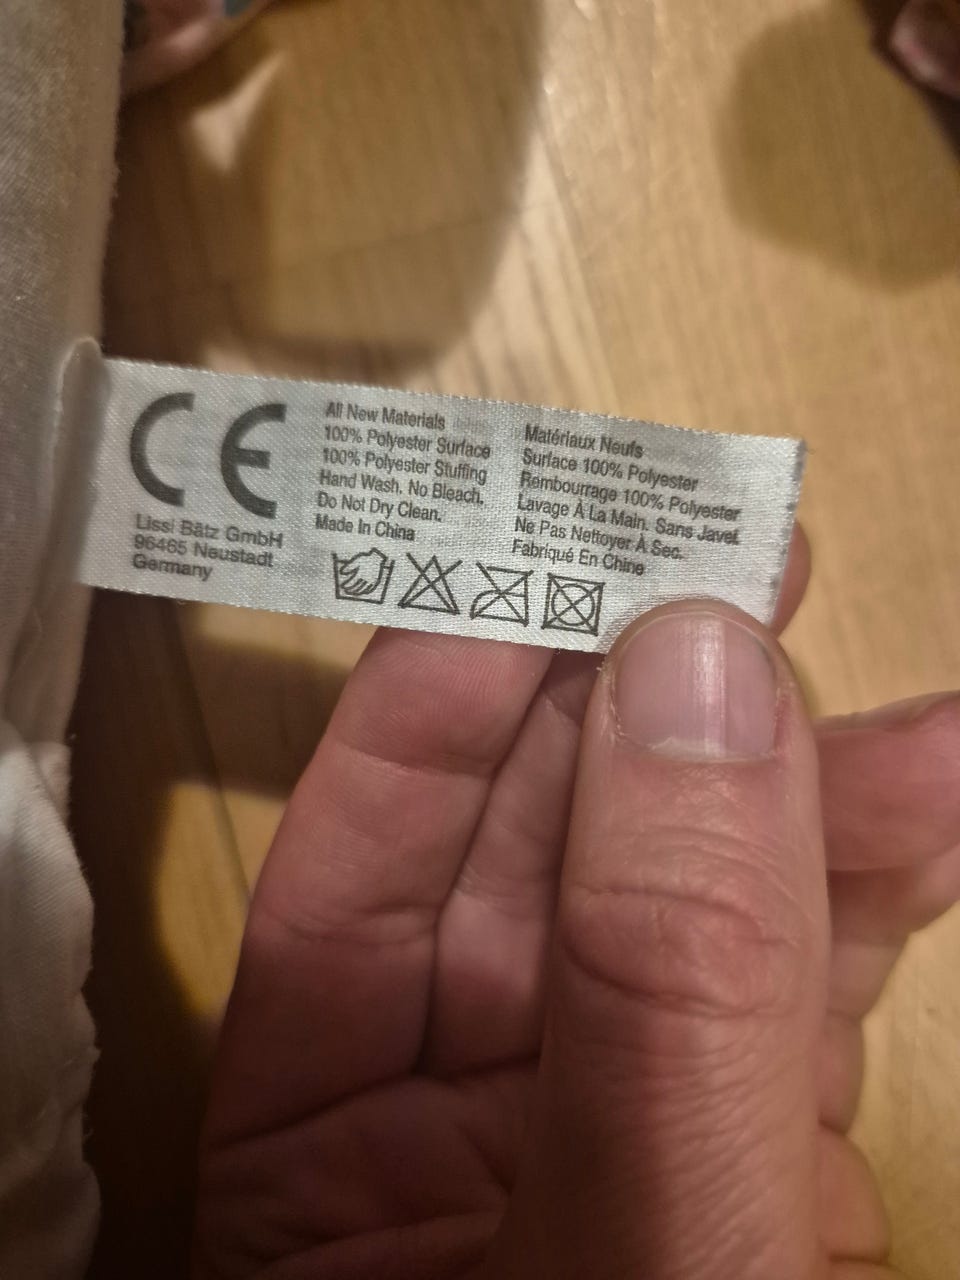 CE
Lissi Bätz GmbH
96465 Neustadt
Germany
All New Materials
100% Polyester Surface
100% Polyester Stuffing
Hand Wash. No Bleach.
Do Not Dry Clean.
Made In China
Matériaux Neufs
Surface 100% Polyester
Rembourrage 100% Polyester
Lavage À La Main. Sans Javel.
Ne Pas Nettoyer À Sec.
Fabriqué En Chine